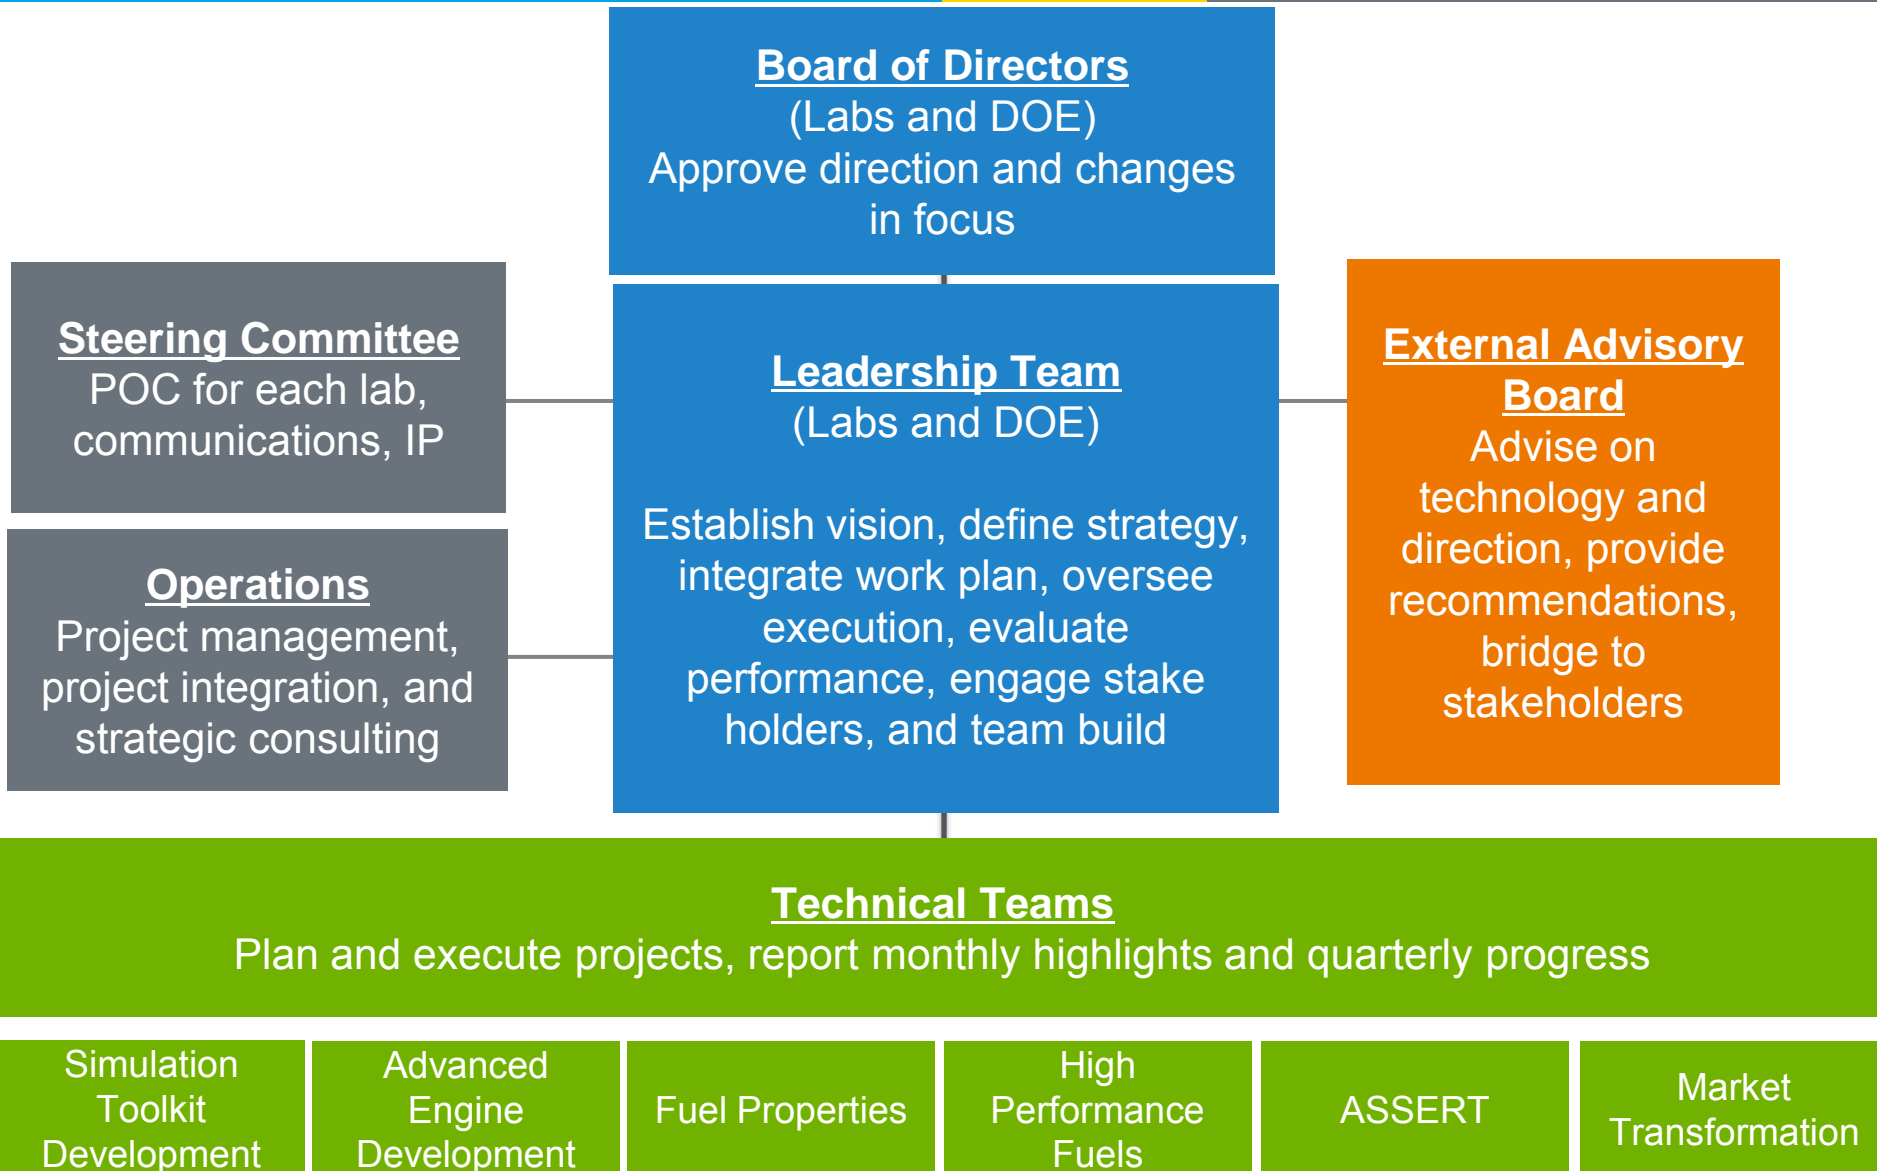 Board of Directors
(Labs and DOE)
Approve direction and changes
in focus
Steering Committee
POC for each lab,
communications, IP
Operations
Project management,
project integration, and
strategic consulting
Leadership Team
(Labs and DOE)
Establish vision, define strategy,
integrate work plan, oversee
execution, evaluate
performance, engage stake
holders, and team build
External Advisory
Board
Advise on
technology and
direction, provide
recommendations,
bridge to
stakeholders
Technical Teams
Plan and execute projects, report monthly highlights and quarterly progress
Simulation
Toolkit
Development
Advanced
Engine
Development
Fuel Properties
High
Performance
Fuels
ASSERT
Market
Transformation